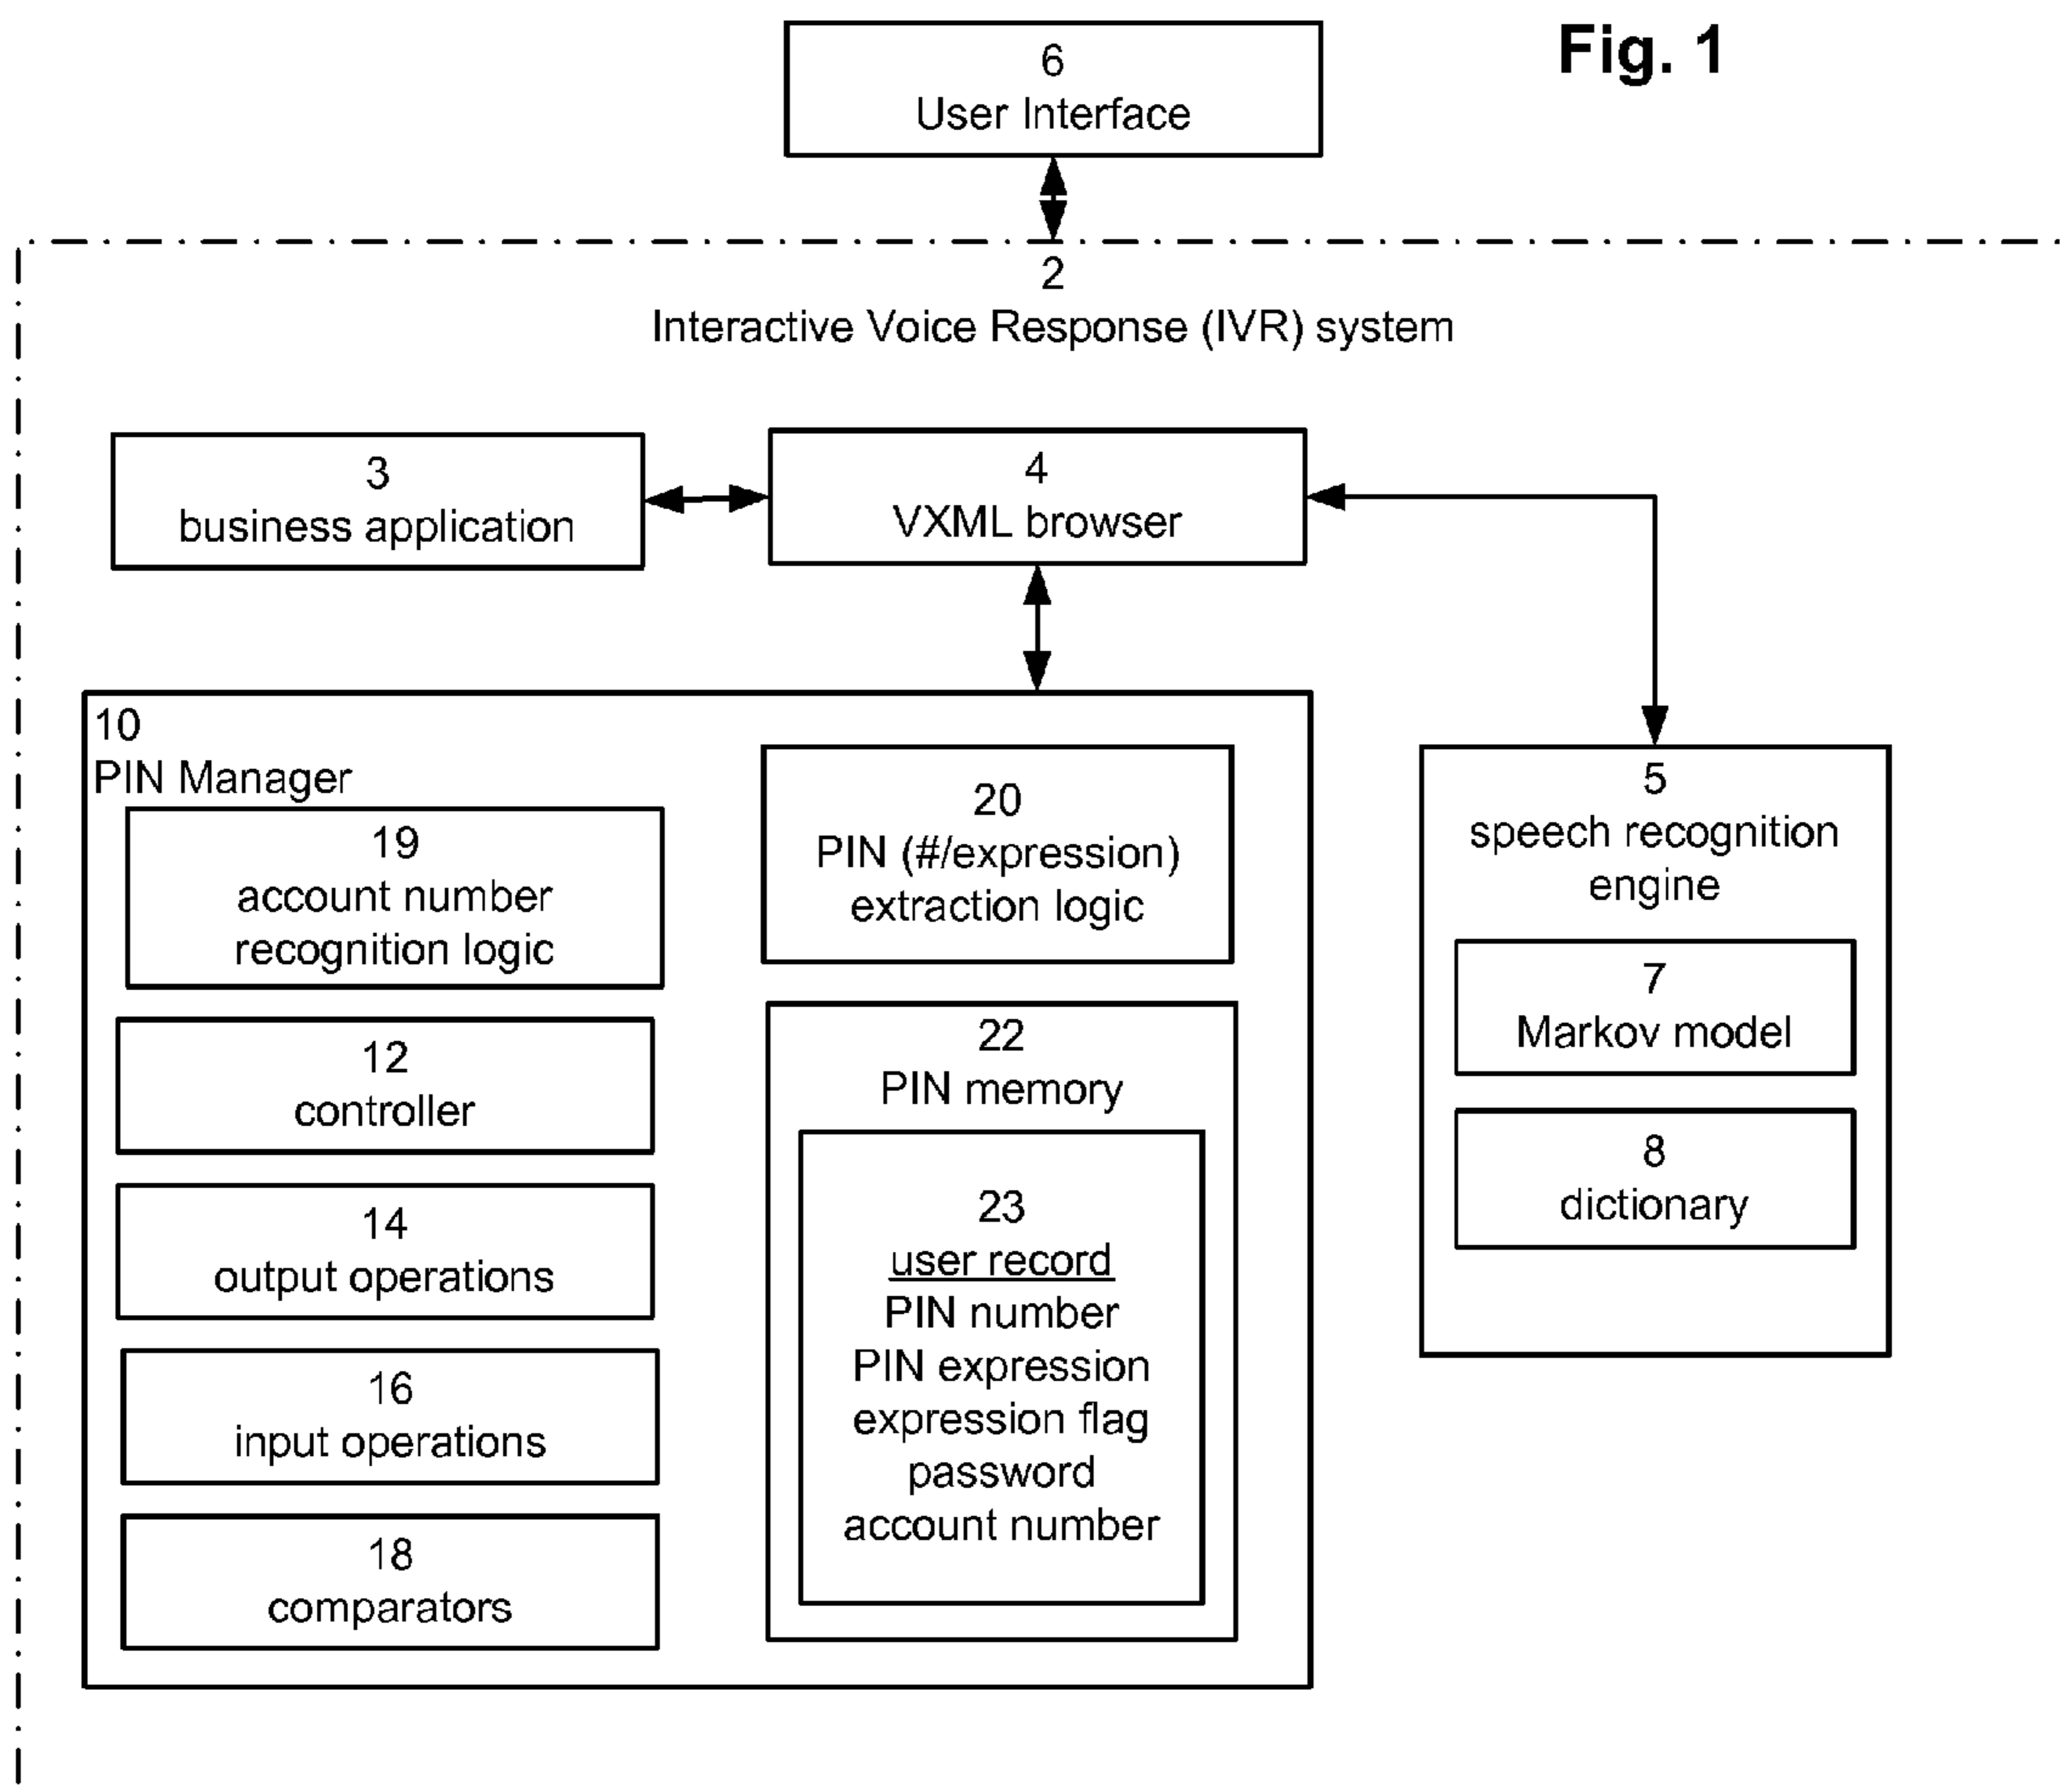 Fig. 1
6
User Interface
2
Interactive Voice Response (IVR) system
3
business application
4
VXML browser
10
PIN Manager
19
account number
recognition logic
12
controller
14
output operations
16
input operations
18
comparators
20
PIN (#/expression)
extraction logic
22
PIN memory
23
user record
PIN number
PIN expression
expression flag
password
account number
5
speech recognition
engine
7
Markov model
8
dictionary